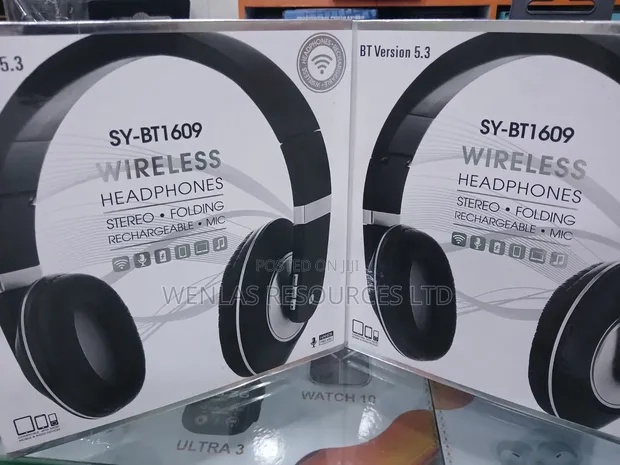 5.3
SY-BT1609
WIRELESS
HEADPHONES
STEREO • FOLDING
RECHARGEABLE • MIC
BT Version 5.3
SY-BT1609
WIRELESS
HEADPHONES
STEREO • FOLDING
RECHARGEABLE • MIC
POSTED ON JIJI
WENLAS RESOURCES LTD
WATCH 10
ULTRA 3